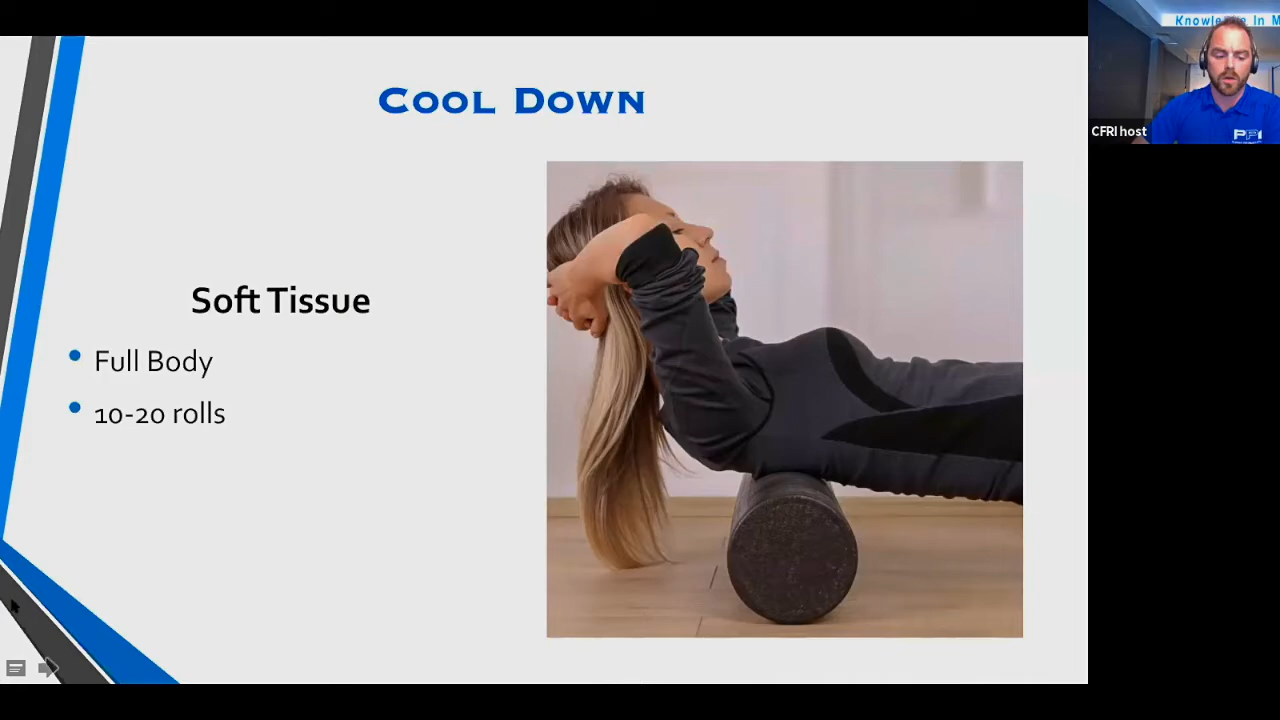 Cool Down
Soft Tissue
Full Body
10-20 rolls
CFRI host